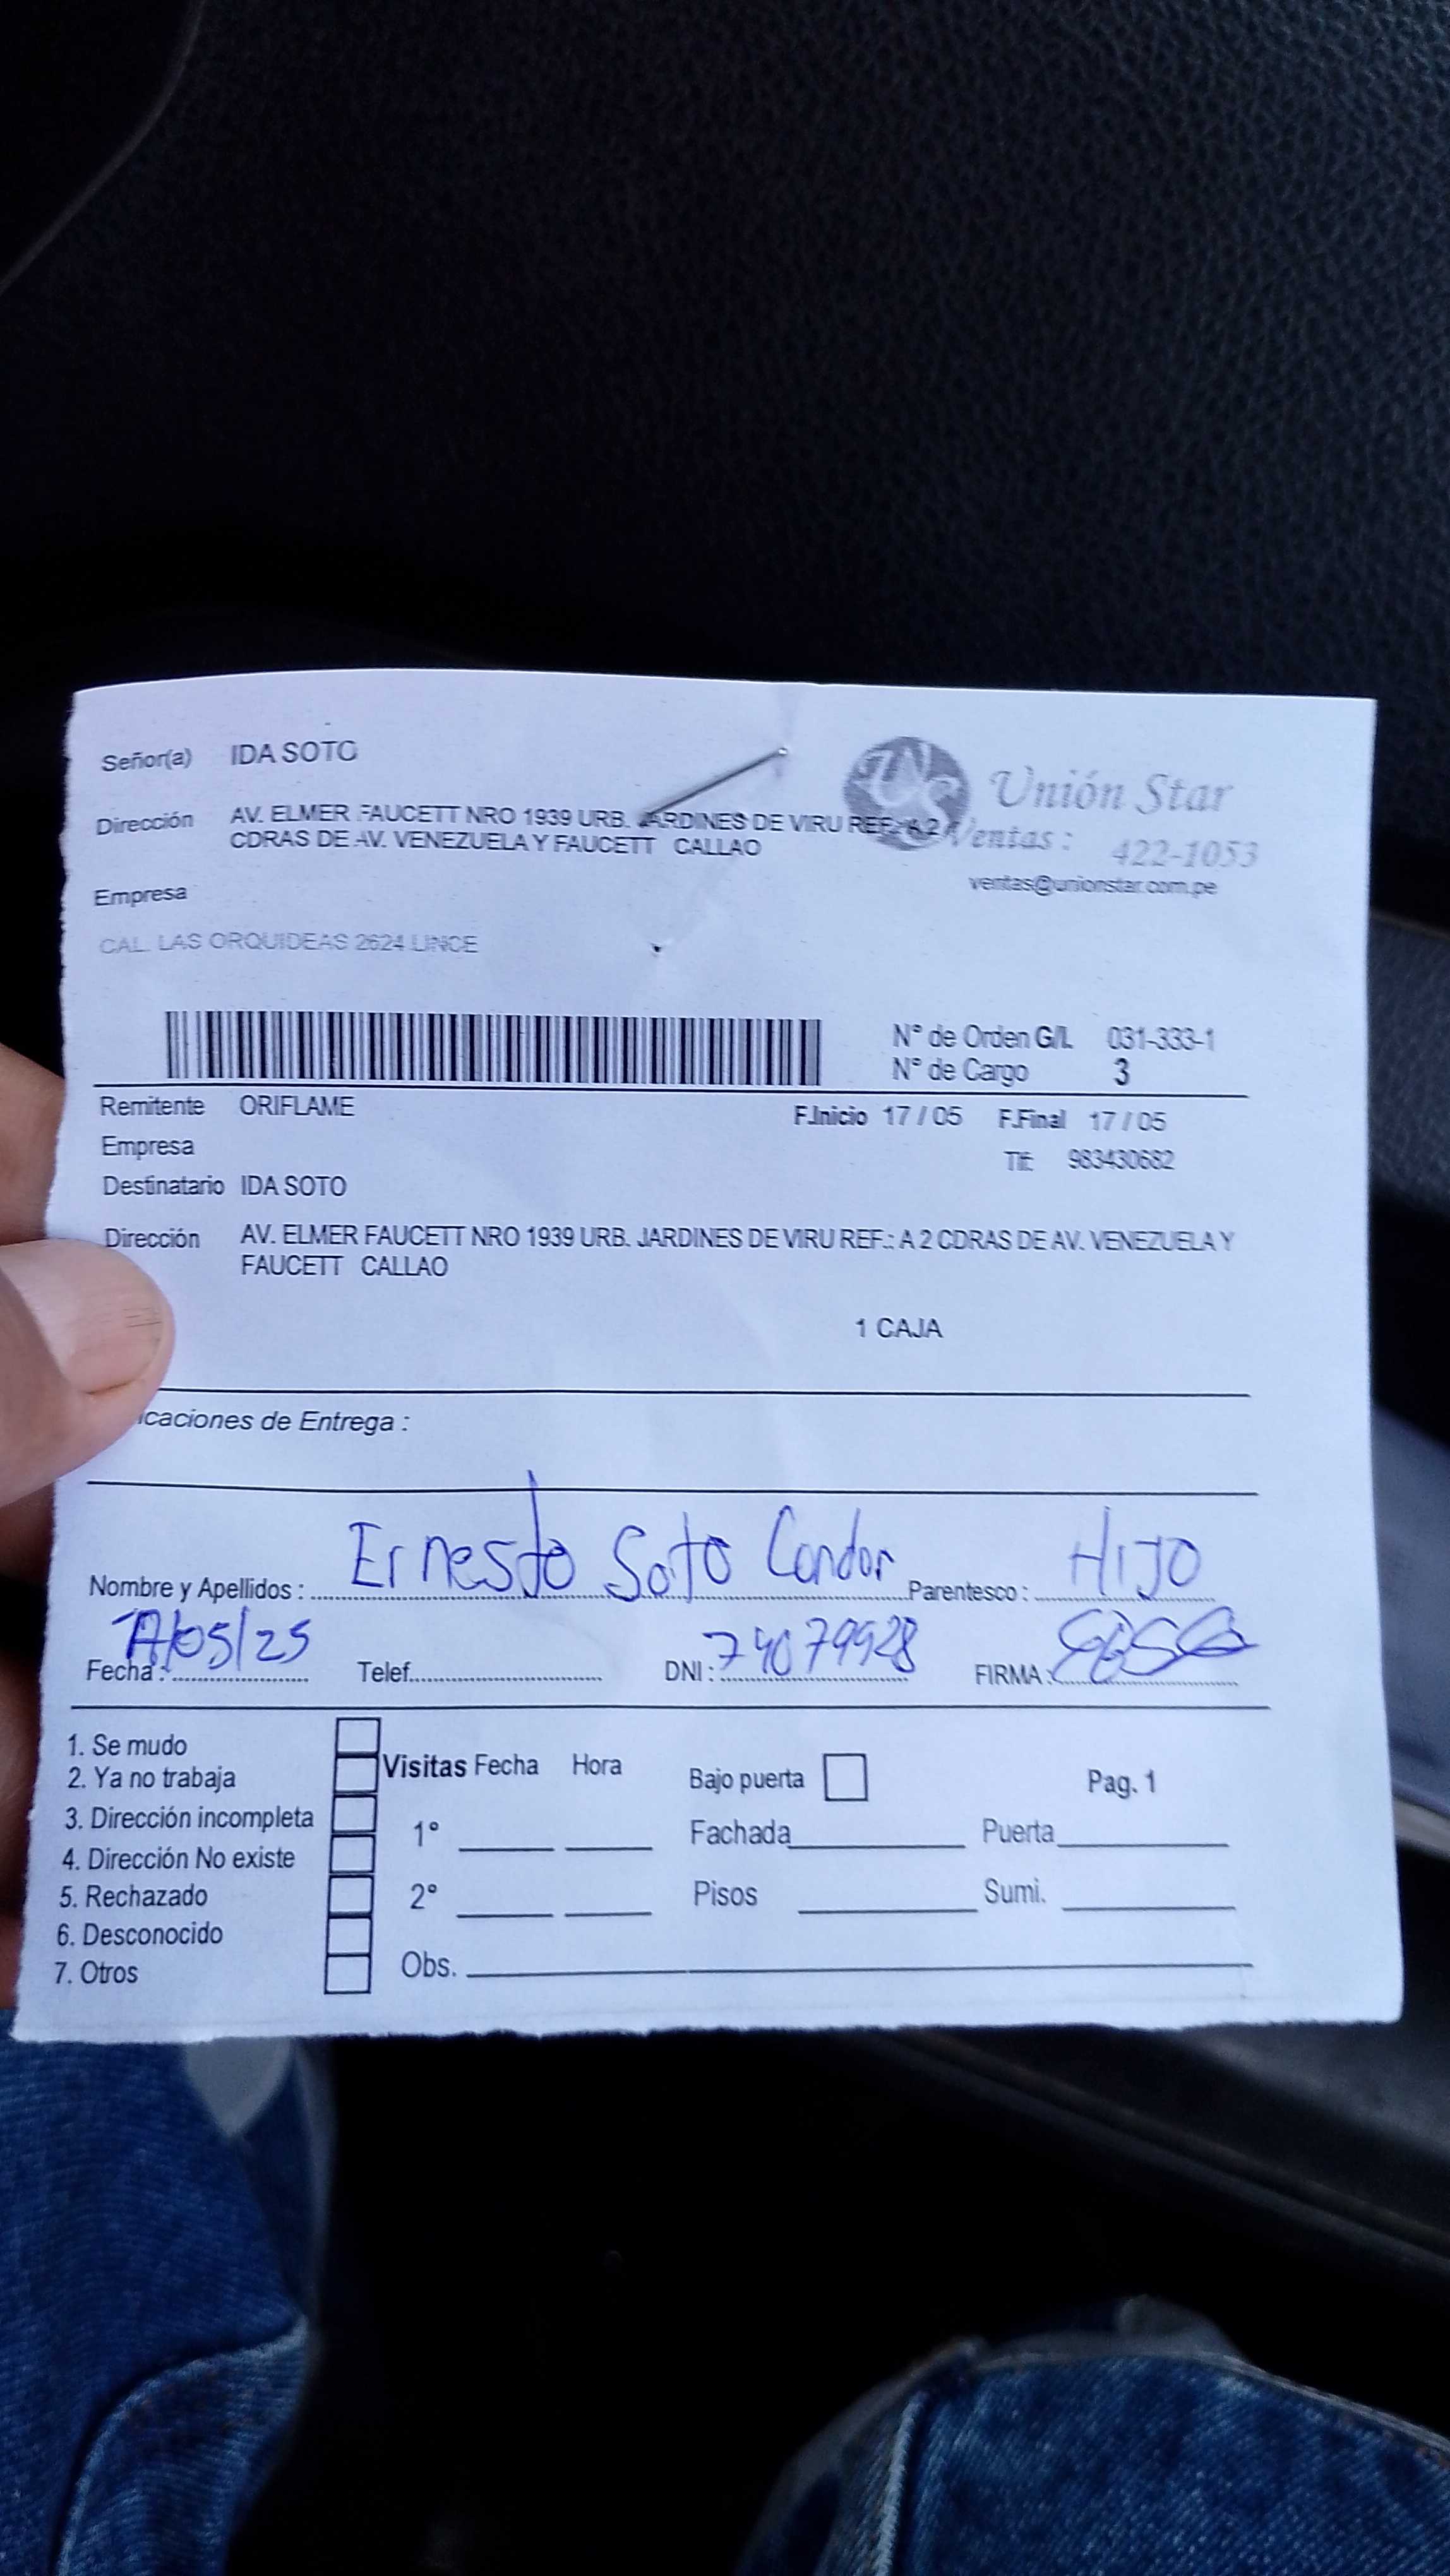 Señor(a) IDA SOTO
Dirección AV. ELMER FAUCETT NRO 1939 URB. JARDINES DE VIRU REF.: A 2
CDRAS DE AV. VENEZUELA Y FAUCETT CALLAO
Unión Star
Ventas : 422-1053
ventas@unionstar.com.pe
Empresa
CAL. LAS ORQUIDEAS 2624 LINCE
N° de Orden G/L 031-333-1
N° de Cargo 3
Remitente ORIFLAME F.Inicio 17 / 05 F.Final 17 / 05
Empresa
Tlf: 983430682
Destinatario IDA SOTO
Dirección AV. ELMER FAUCETT NRO 1939 URB. JARDINES DE VIRU REF.: A 2 CDRAS DE AV. VENEZUELA Y
FAUCETT CALLAO
1 CAJA
icaciones de Entrega :
Nombre y Apellidos : Ernesto Soto Condor Parentesco : HIJO
Fecha : /05/25 Telef. DNI : 74079928 FIRMA :
1. Se mudo
2. Ya no trabaja
3. Dirección incompleta
4. Dirección No existe
5. Rechazado
6. Desconocido
7. Otros
Visitas Fecha Hora
1°
2°
Obs.
Bajo puerta Pag. 1
Fachada Puerta
Pisos Sumi.